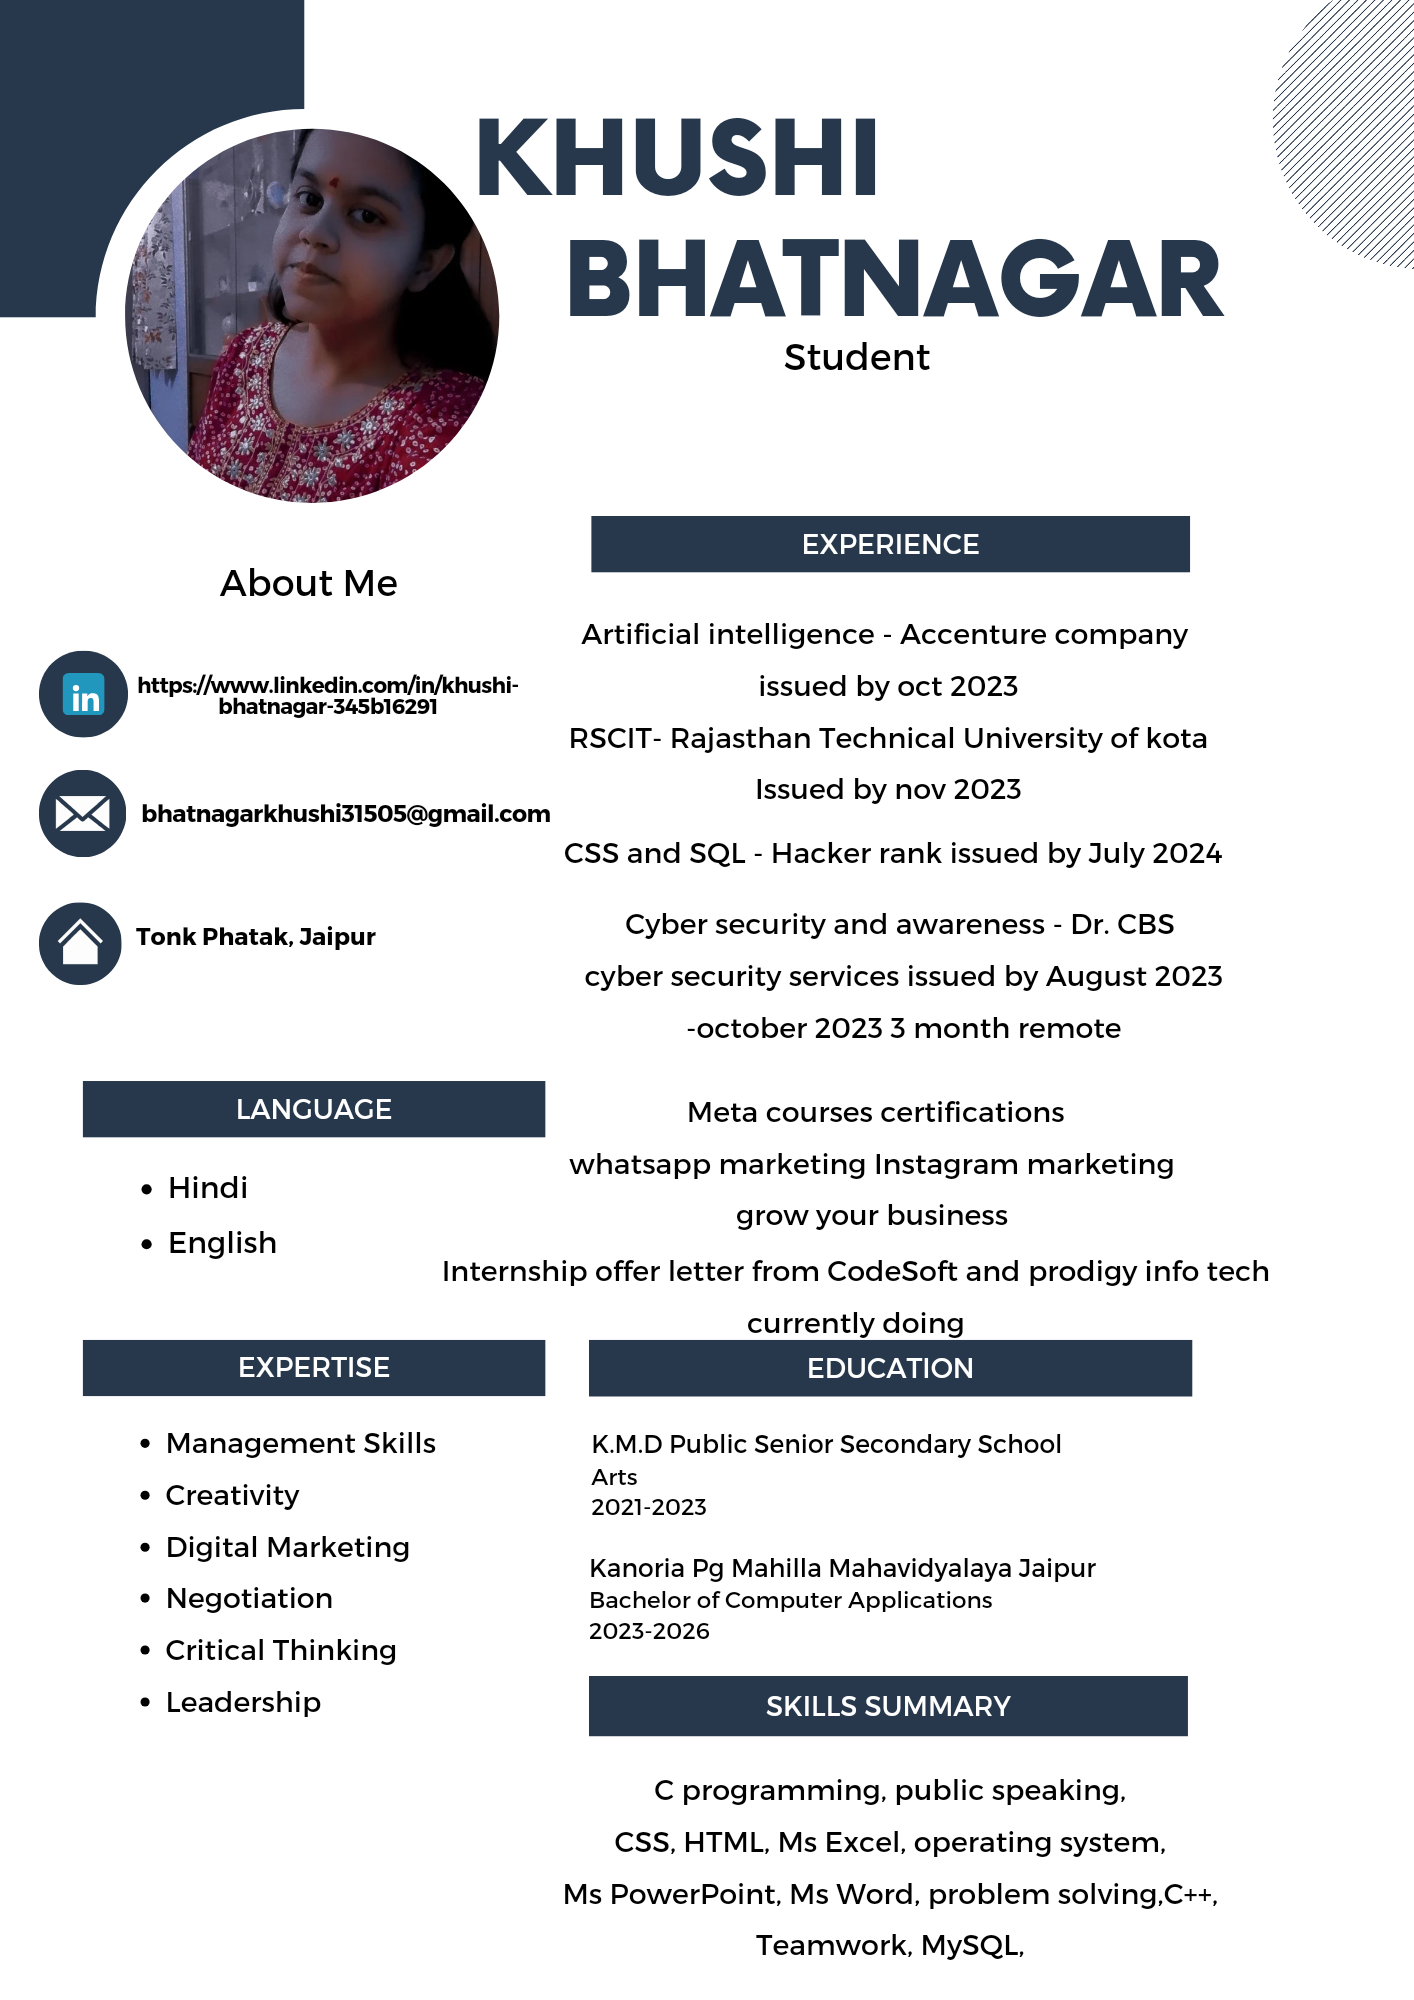 KHUSHI
BHATNAGAR
Student
About Me
https://www.linkedin.com/in/khushi-
bhatnagar-345b16291
bhatnagarkhushi31505@gmail.com
Tonk Phatak, Jaipur
LANGUAGE
• Hindi
• English
EXPERTISE
• Management Skills
• Creativity
• Digital Marketing
• Negotiation
• Critical Thinking
• Leadership
EXPERIENCE
Artificial intelligence - Accenture company
issued by oct 2023
RSCIT- Rajasthan Technical University of kota
Issued by nov 2023
CSS and SQL - Hacker rank issued by July 2024
Cyber security and awareness - Dr. CBS
cyber security services issued by August 2023
-october 2023 3 month remote
Meta courses certifications
whatsapp marketing Instagram marketing
grow your business
Internship offer letter from CodeSoft and prodigy info tech
currently doing
EDUCATION
K.M.D Public Senior Secondary School
Arts
2021-2023
Kanoria Pg Mahilla Mahavidyalaya Jaipur
Bachelor of Computer Applications
2023-2026
SKILLS SUMMARY
C programming, public speaking,
CSS, HTML, Ms Excel, operating system,
Ms PowerPoint, Ms Word, problem solving,C++,
Teamwork, MySQL,